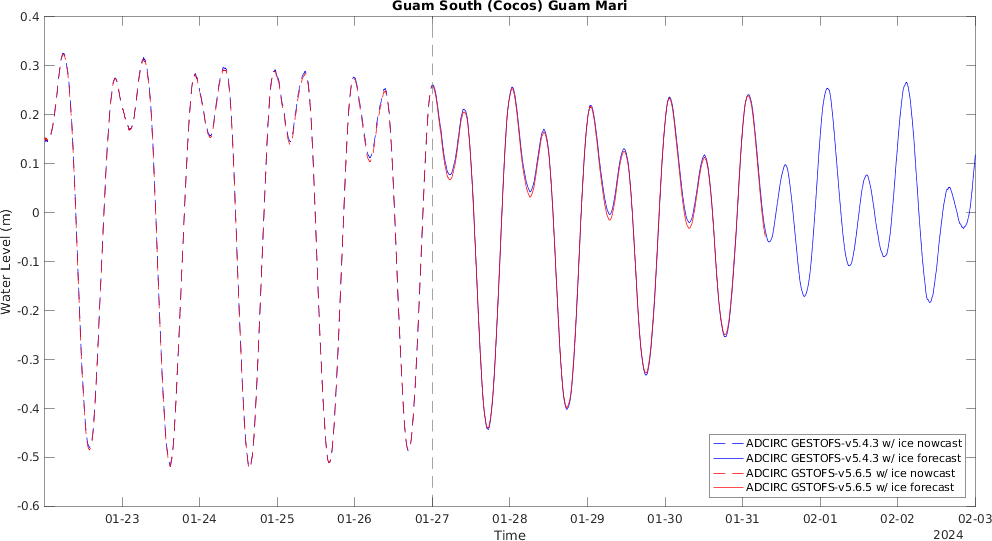 Guam South (Cocos) Guam Mari
Water Level (m)
0.4
0.3
0.2
0.1
0
-0.1
-0.2
-0.3
-0.4
-0.5
-0.6
ADCIRC GESTOFS-v5.4.3 w/ ice nowcast
ADCIRC GESTOFS-v5.4.3 w/ ice forecast
ADCIRC GSTOFS-v5.6.5 w/ ice nowcast
ADCIRC GSTOFS-v5.6.5 w/ ice forecast
01-23 01-24 01-25 01-26 01-27 01-28 01-29 01-30 01-31 02-01 02-02 02-03
Time
2024